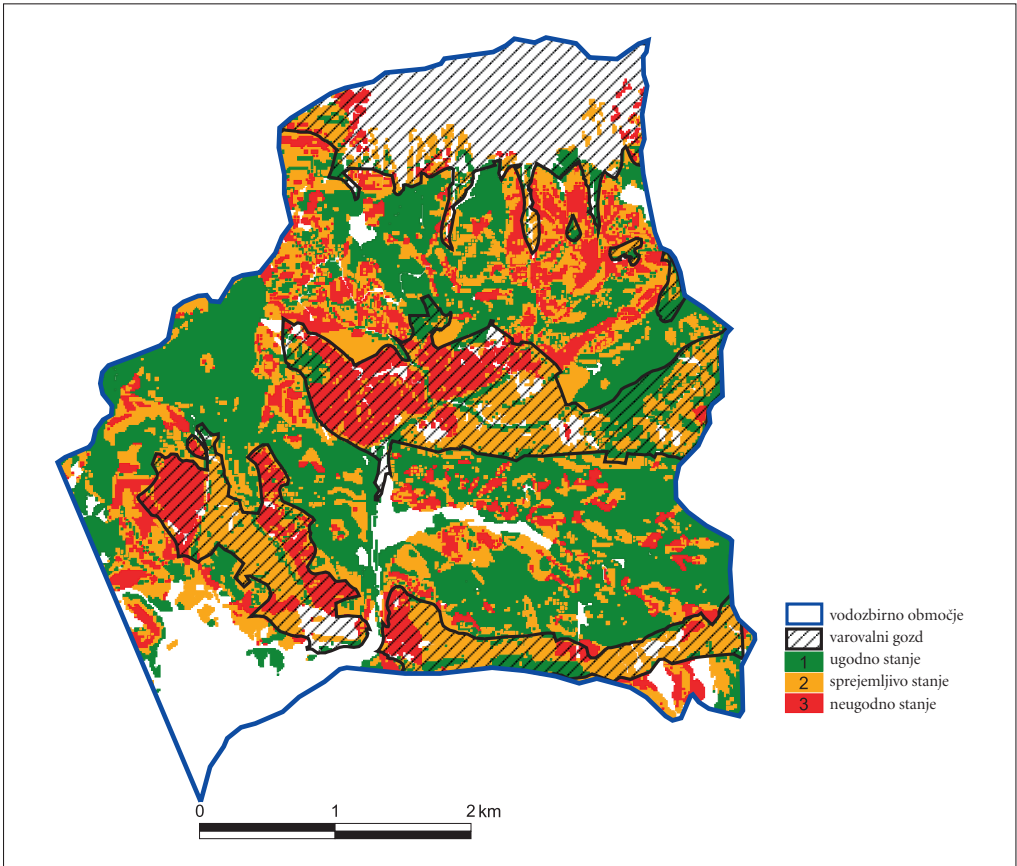 vodozbirno območje
varovalni gozd
1 ugodno stanje
2 sprejemljivo stanje
3 neugodno stanje
0 1 2 km